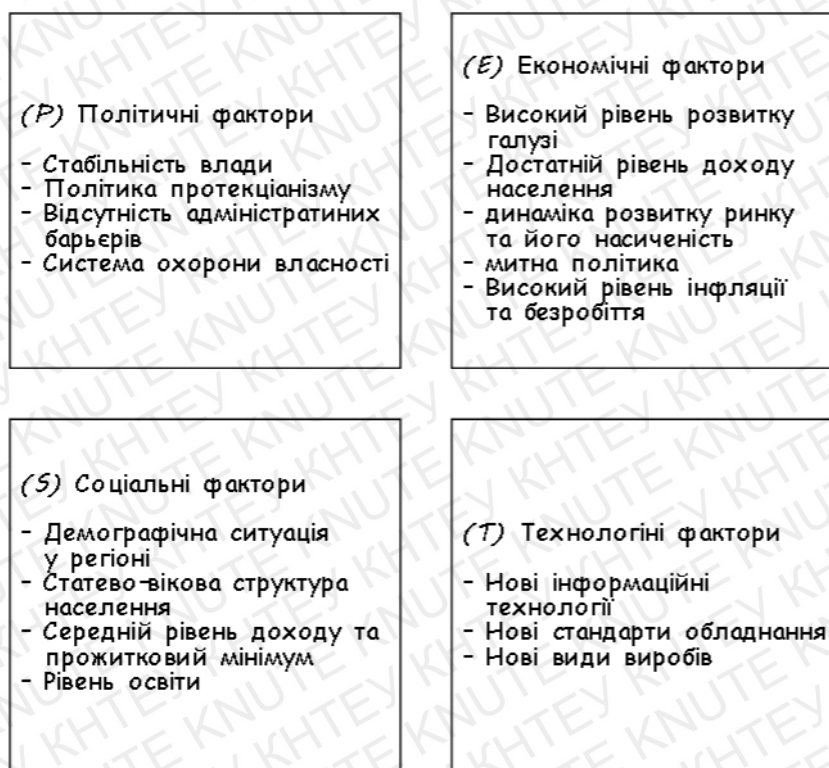 (P) Політичні фактори
- Стабільність влади
- Політика протекціанізму
- Відсутність адміністратиних
барьєрів
- Система охорони власності
(E) Економічні фактори
- Високий рівень розвитку
галузі
- Достатній рівень доходу
населення
- динаміка розвитку ринку
та його насиченість
- митна політика
- Високий рівень інфляції
та безробіття
(S) Соціальні фактори
- Демографічна ситуація
у регіоні
- Статево-вікова структура
населення
- Середній рівень доходу та
прожитковий мінімум
- Рівень освіти
(T) Технологіні фактори
- Нові інформаційні
технології
- Нові стандарти обладнання
- Нові види виробів